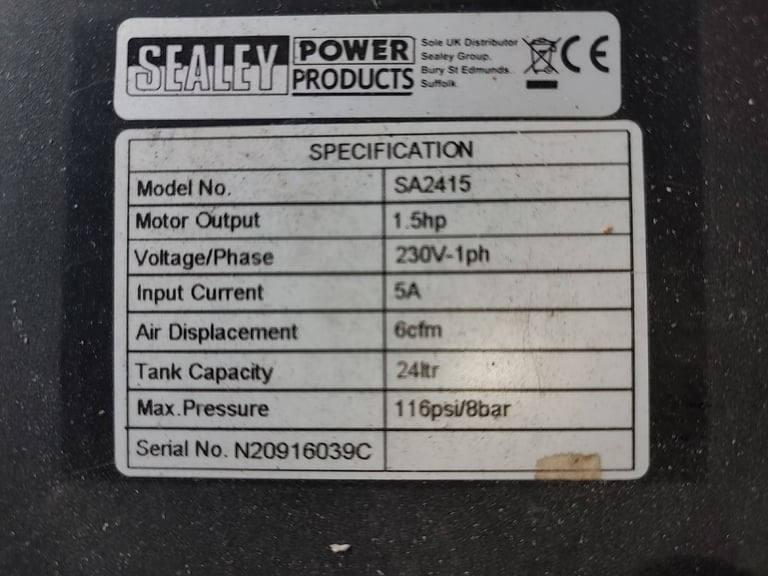 SEALEY POWER PRODUCTS
Sole UK Distributor
Sealey Group,
Bury St Edmunds,
Suffolk.
CE
SPECIFICATION
Model No. SA2415
Motor Output 1.5hp
Voltage/Phase 230V-1ph
Input Current 5A
Air Displacement 6cfm
Tank Capacity 24ltr
Max.Pressure 116psi/8bar
Serial No. N20916039C